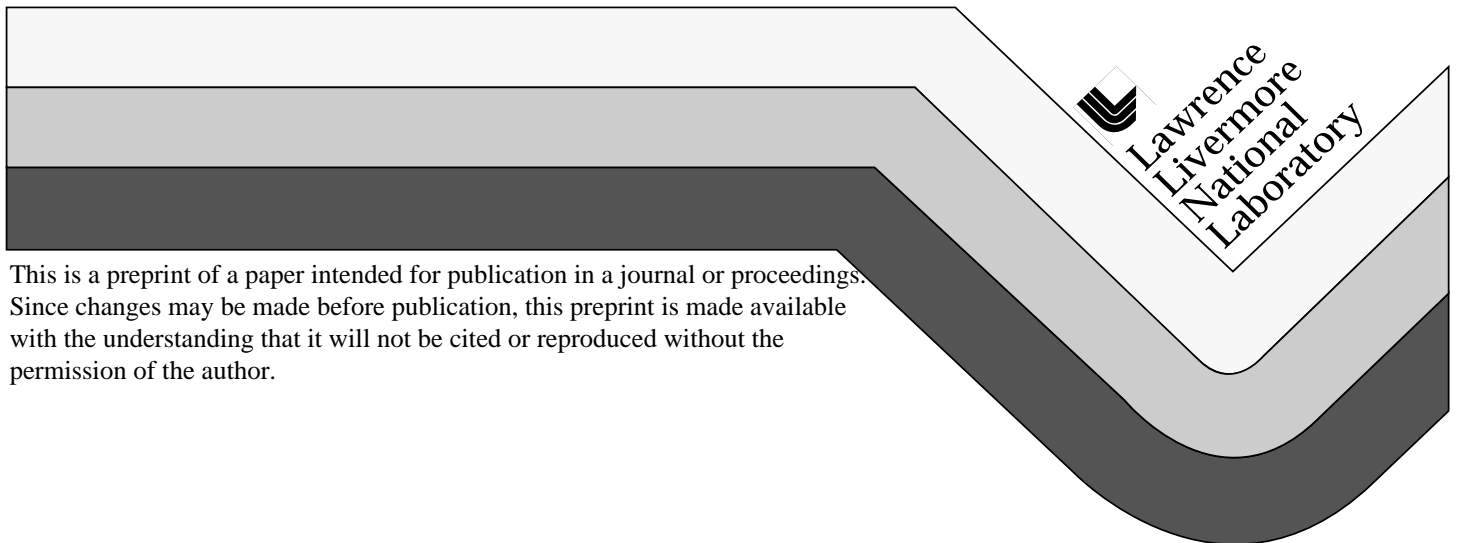 Lawrence
Livermore
National
Laboratory
This is a preprint of a paper intended for publication in a journal or proceedings.
Since changes may be made before publication, this preprint is made available
with the understanding that it will not be cited or reproduced without the
permission of the author.